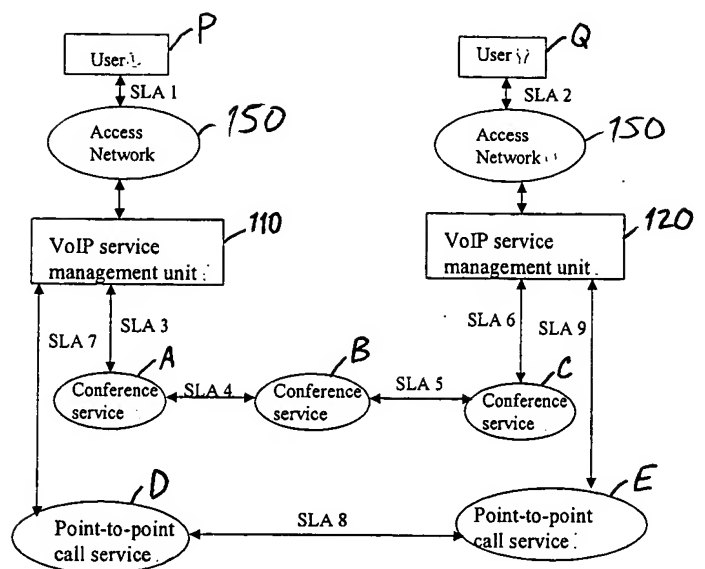 P
User
SLA 1
150
Access
Network
110
VoIP service
management unit
Q
User
SLA 2
150
Access
Network
120
VoIP service
management unit
SLA 7
SLA 3
SLA 6
SLA 9
A
Conference
service
SLA 4
B
Conference
service
SLA 5
C
Conference
service
D
Point-to-point
call service
SLA 8
E
Point-to-point
call service